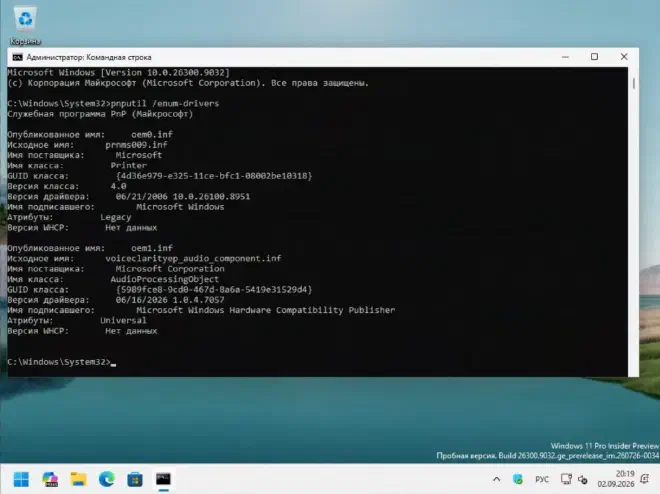 Корзина
Администратор: Командная строка
Microsoft Windows [Version 10.0.26300.9032]
(c) Корпорация Майкрософт (Microsoft Corporation). Все права защищены.
C:\Windows\System32>pnputil /enum-drivers
Служебная программа PnP (Майкрософт)
Опубликованное имя: oem0.inf
Исходное имя: prnms009.inf
Имя поставщика: Microsoft
Имя класса: Printer
GUID класса: {4d36e979-e325-11ce-bfc1-08002be10318}
Версия класса: 4.0
Версия драйвера: 06/21/2006 10.0.26100.8951
Имя подписавшего: Microsoft Windows
Атрибуты: Legacy
Версия WHCP: Нет данных
Опубликованное имя: oem1.inf
Исходное имя: voiceclarityep_audio_component.inf
Имя поставщика: Microsoft Corporation
Имя класса: AudioProcessingObject
GUID класса: {5989fce8-9cd0-467d-8a6a-5419e31529d4}
Версия драйвера: 06/16/2026 1.0.4.7057
Имя подписавшего: Microsoft Windows Hardware Compatibility Publisher
Атрибуты: Universal
Версия WHCP: Нет данных
C:\Windows\System32>
Windows 11 Pro Insider Preview
Пробная версия. Build 26300.9032.ge_prerelease_im.260726-0034
РУС
20:19
02.09.2026